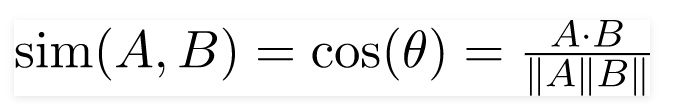 sim(A, B) = cos(θ) = A·B / ‖A‖B‖